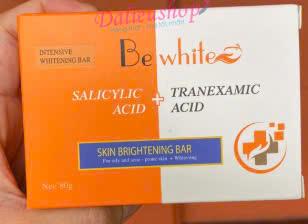 Dalieushop
INTENSIVE
WHITENING BAR
Be white
SALICYLIC
ACID
+
TRANEXAMIC
ACID
SKIN BRIGHTENING BAR
For oily and acne - prone skin + Whitening
Net: 80g